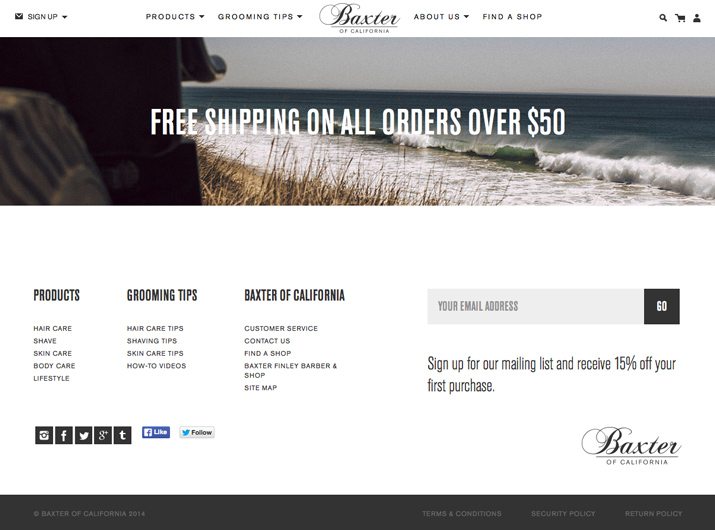 SIGN UP
PRODUCTS
GROOMING TIPS
Baxter
OF CALIFORNIA
ABOUT US
FIND A SHOP
FREE SHIPPING ON ALL ORDERS OVER $50
PRODUCTS
HAIR CARE
SHAVE
SKIN CARE
BODY CARE
LIFESTYLE
GROOMING TIPS
HAIR CARE TIPS
SHAVING TIPS
SKIN CARE TIPS
HOW-TO VIDEOS
BAXTER OF CALIFORNIA
CUSTOMER SERVICE
CONTACT US
FIND A SHOP
BAXTER FINLEY BARBER &
SHOP
SITE MAP
YOUR EMAIL ADDRESS
GO
Sign up for our mailing list and receive 15% off your
first purchase.
f
g+
t
f Like
Follow
Baxter
OF CALIFORNIA
© BAXTER OF CALIFORNIA 2014
TERMS & CONDITIONS
SECURITY POLICY
RETURN POLICY